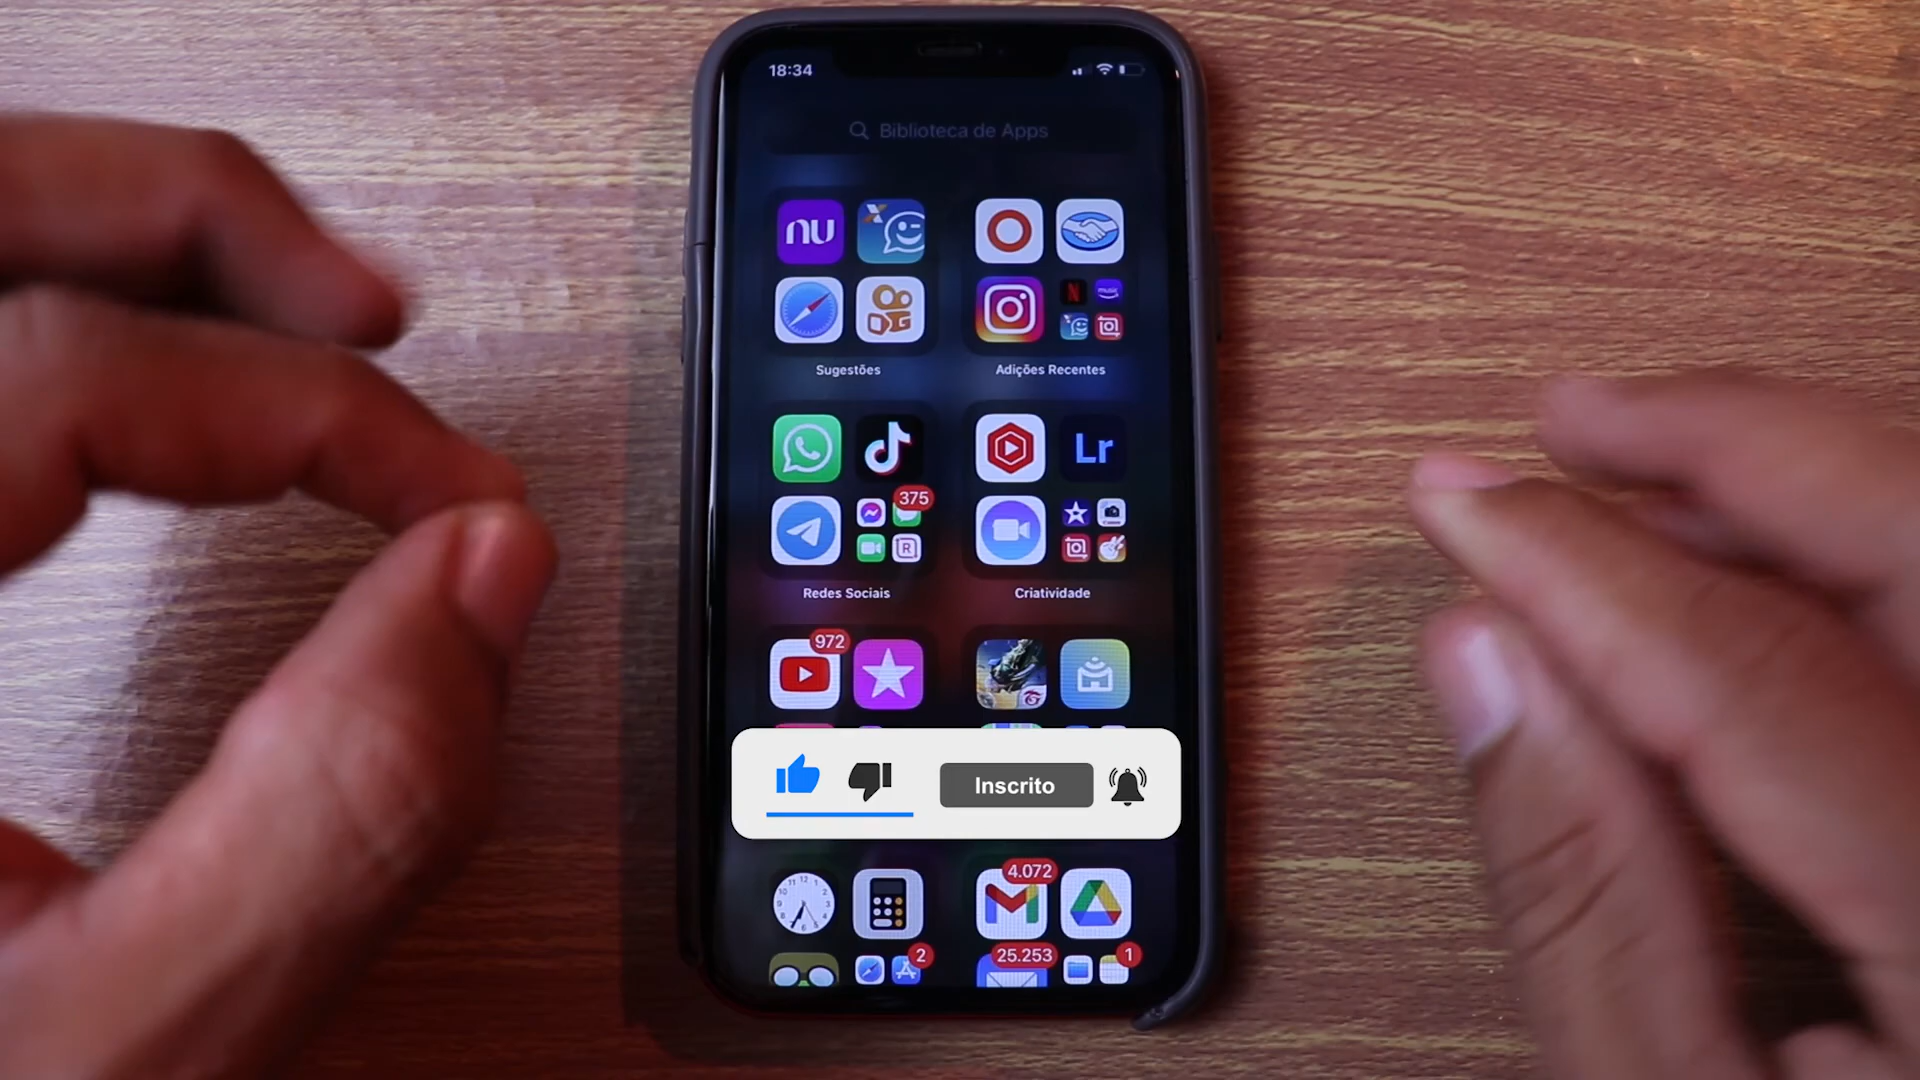 18:34
Biblioteca de Apps
nu
music
Sugestões
Adições Recentes
Lr
375
Redes Sociais
Criatividade
972
Inscrito
4.072
2
25.253
1